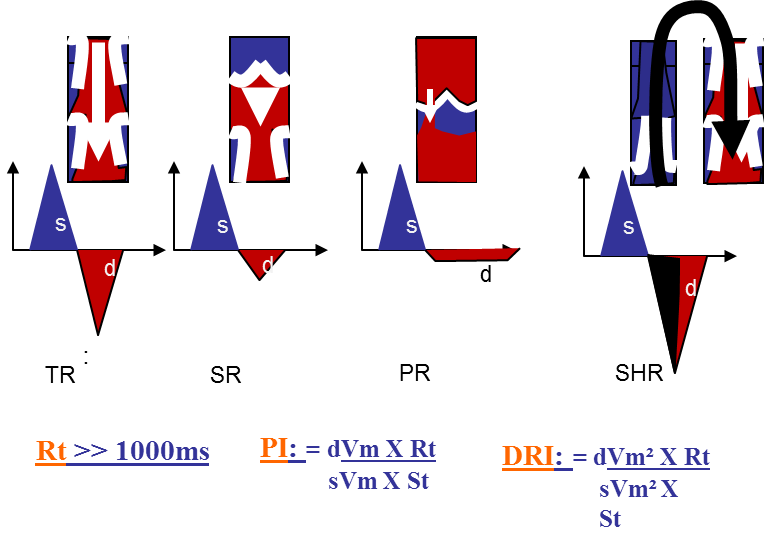 s
d
s
d
s
d
s
d
:
TR
SR
PR
SHR
Rt >> 1000ms
PI: = dVm X Rt
sVm X St
DRI: = dVm² X Rt
sVm² X
St